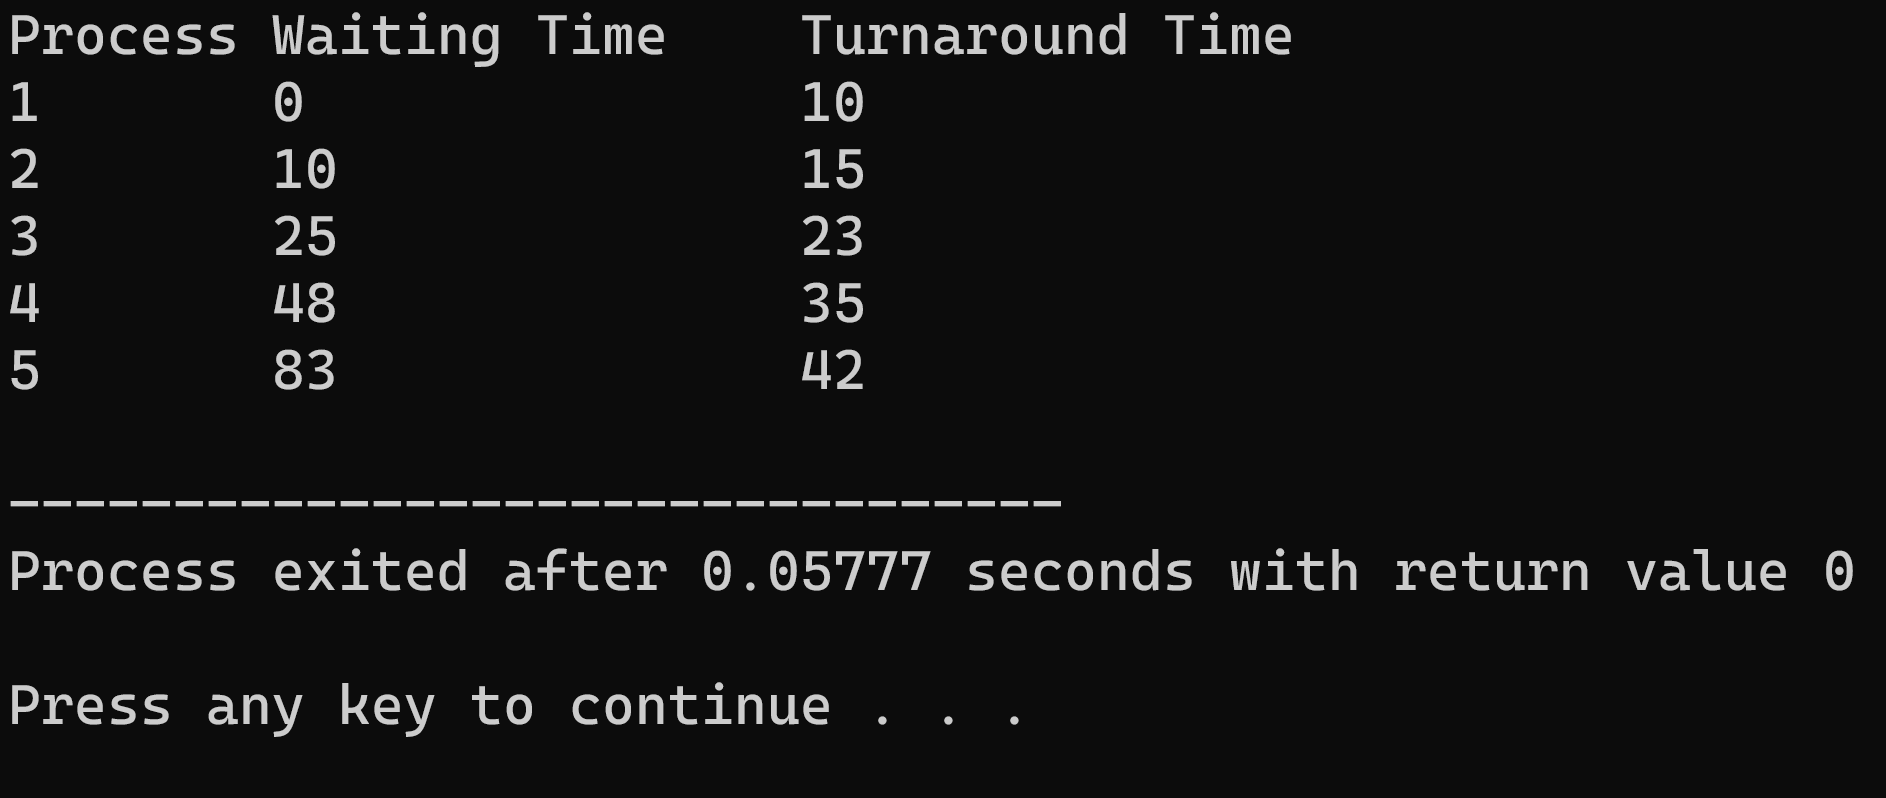 Process Waiting Time    Turnaround Time
1       0               10
2       10              15
3       25              23
4       48              35
5       83              42
--------------------------------
Process exited after 0.05777 seconds with return value 0
Press any key to continue . . .